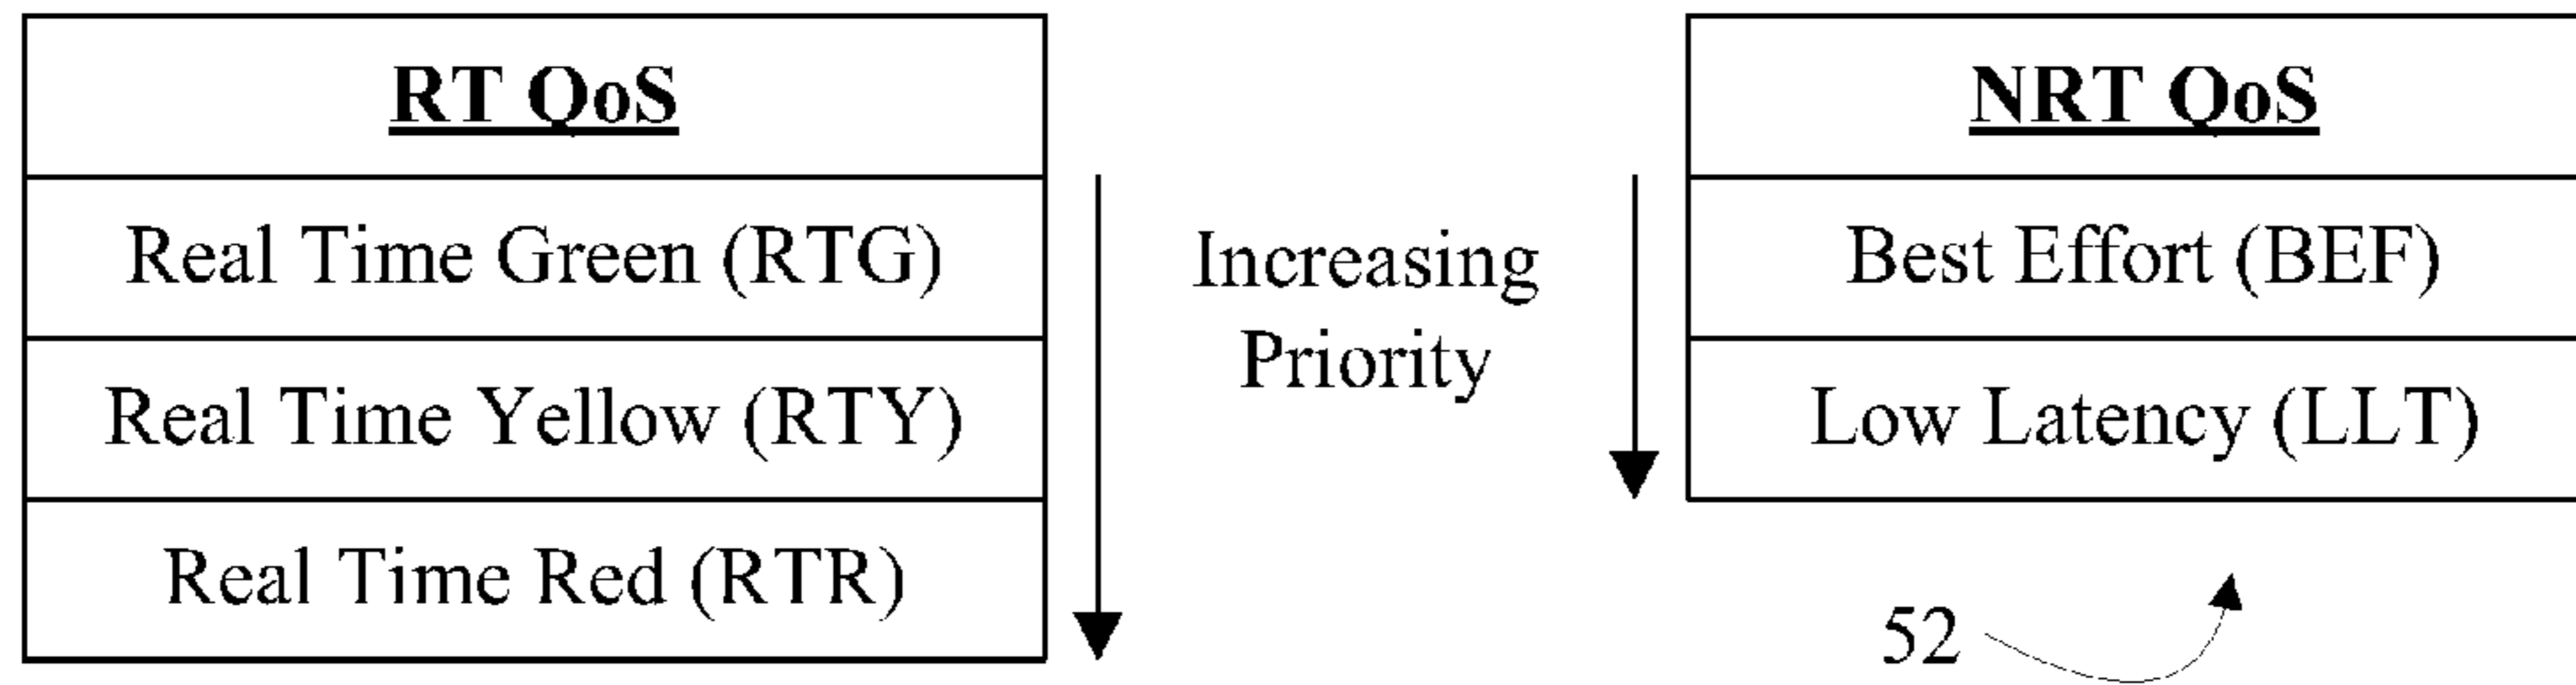 RT QoS
Real Time Green (RTG)
Real Time Yellow (RTY)
Real Time Red (RTR)
Increasing
Priority
NRT QoS
Best Effort (BEF)
Low Latency (LLT)
52